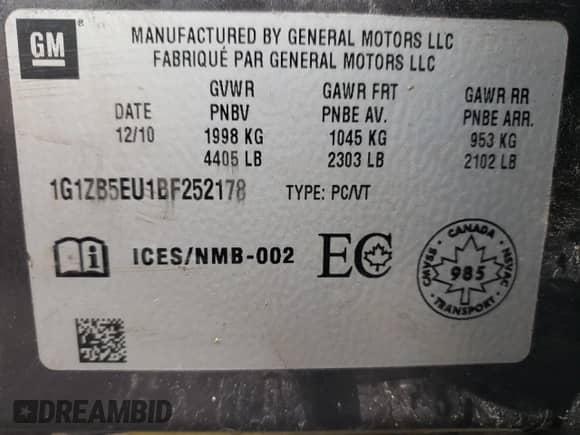 GM
®
MANUFACTURED BY GENERAL MOTORS LLC
FABRIQUÉ PAR GENERAL MOTORS LLC
GVWR GAWR FRT GAWR RR
DATE PNBV PNBE AV. PNBE ARR.
12/10 1998 KG 1045 KG 953 KG
4405 LB 2303 LB 2102 LB
1G1ZB5EU1BF252178 TYPE: PC/VT
i ICES/NMB-002 EC
CANADA
CMVSS 985 NSVAC
TRANSPORT
DREAMBID